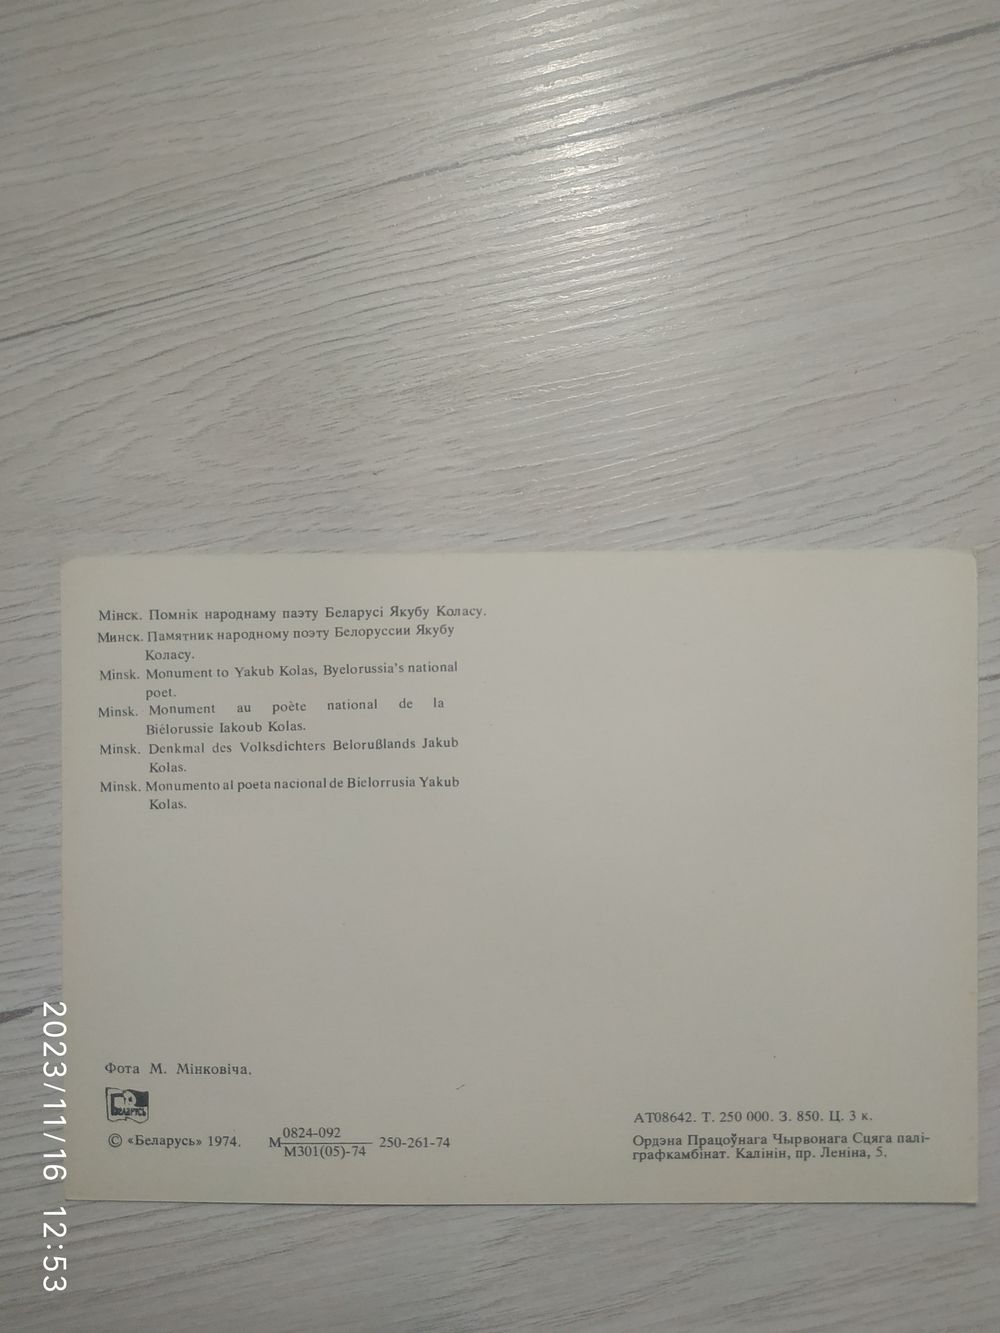 Мінск. Помнік народнаму паэту Беларусі Якубу Коласу.
Минск. Памятник народному поэту Белоруссии Якубу
Коласу.
Minsk. Monument to Yakub Kolas, Byelorussia's national
poet.
Minsk. Monument au poète national de la
Biélorussie Iakoub Kolas.
Minsk. Denkmal des Volksdichters Belorußlands Jakub
Kolas.
Minsk. Monumento al poeta nacional de Bielorrusia Yakub
Kolas.
Фота М. Мінковіча.
БЕЛАРУСЬ
© «Беларусь» 1974.
М 0824-092
М301(05)-74
250-261-74
АТ08642. Т. 250 000. З. 850. Ц. 3 к.
Ордэна Працоўнага Чырвонага Сцяга палі-
графкамбінат. Калінін, пр. Леніна, 5.
2023/11/16 12:53